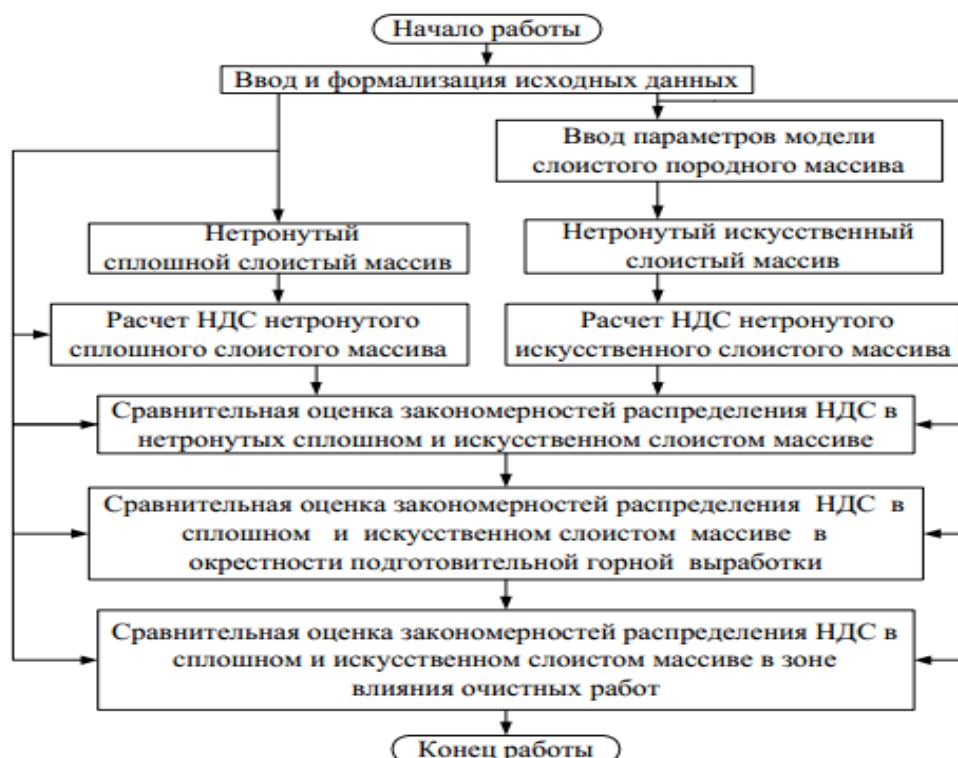 Начало работы
Ввод и формализация исходных данных
Ввод параметров модели
слоистого породного массива
Нетронутый
сплошной слоистый массив
Нетронутый искусственный
слоистый массив
Расчет НДС нетронутого
сплошного слоистого массива
Расчет НДС нетронутого
искусственного слоистого массива
Сравнительная оценка закономерностей распределения НДС в
нетронутых сплошном и искусственном слоистом массиве
Сравнительная оценка закономерностей распределения НДС в
сплошном и искусственном слоистом массиве в
окрестности подготовительной горной выработки
Сравнительная оценка закономерностей распределения НДС в
сплошном и искусственном слоистом массиве в зоне
влияния очистных работ
Конец работы